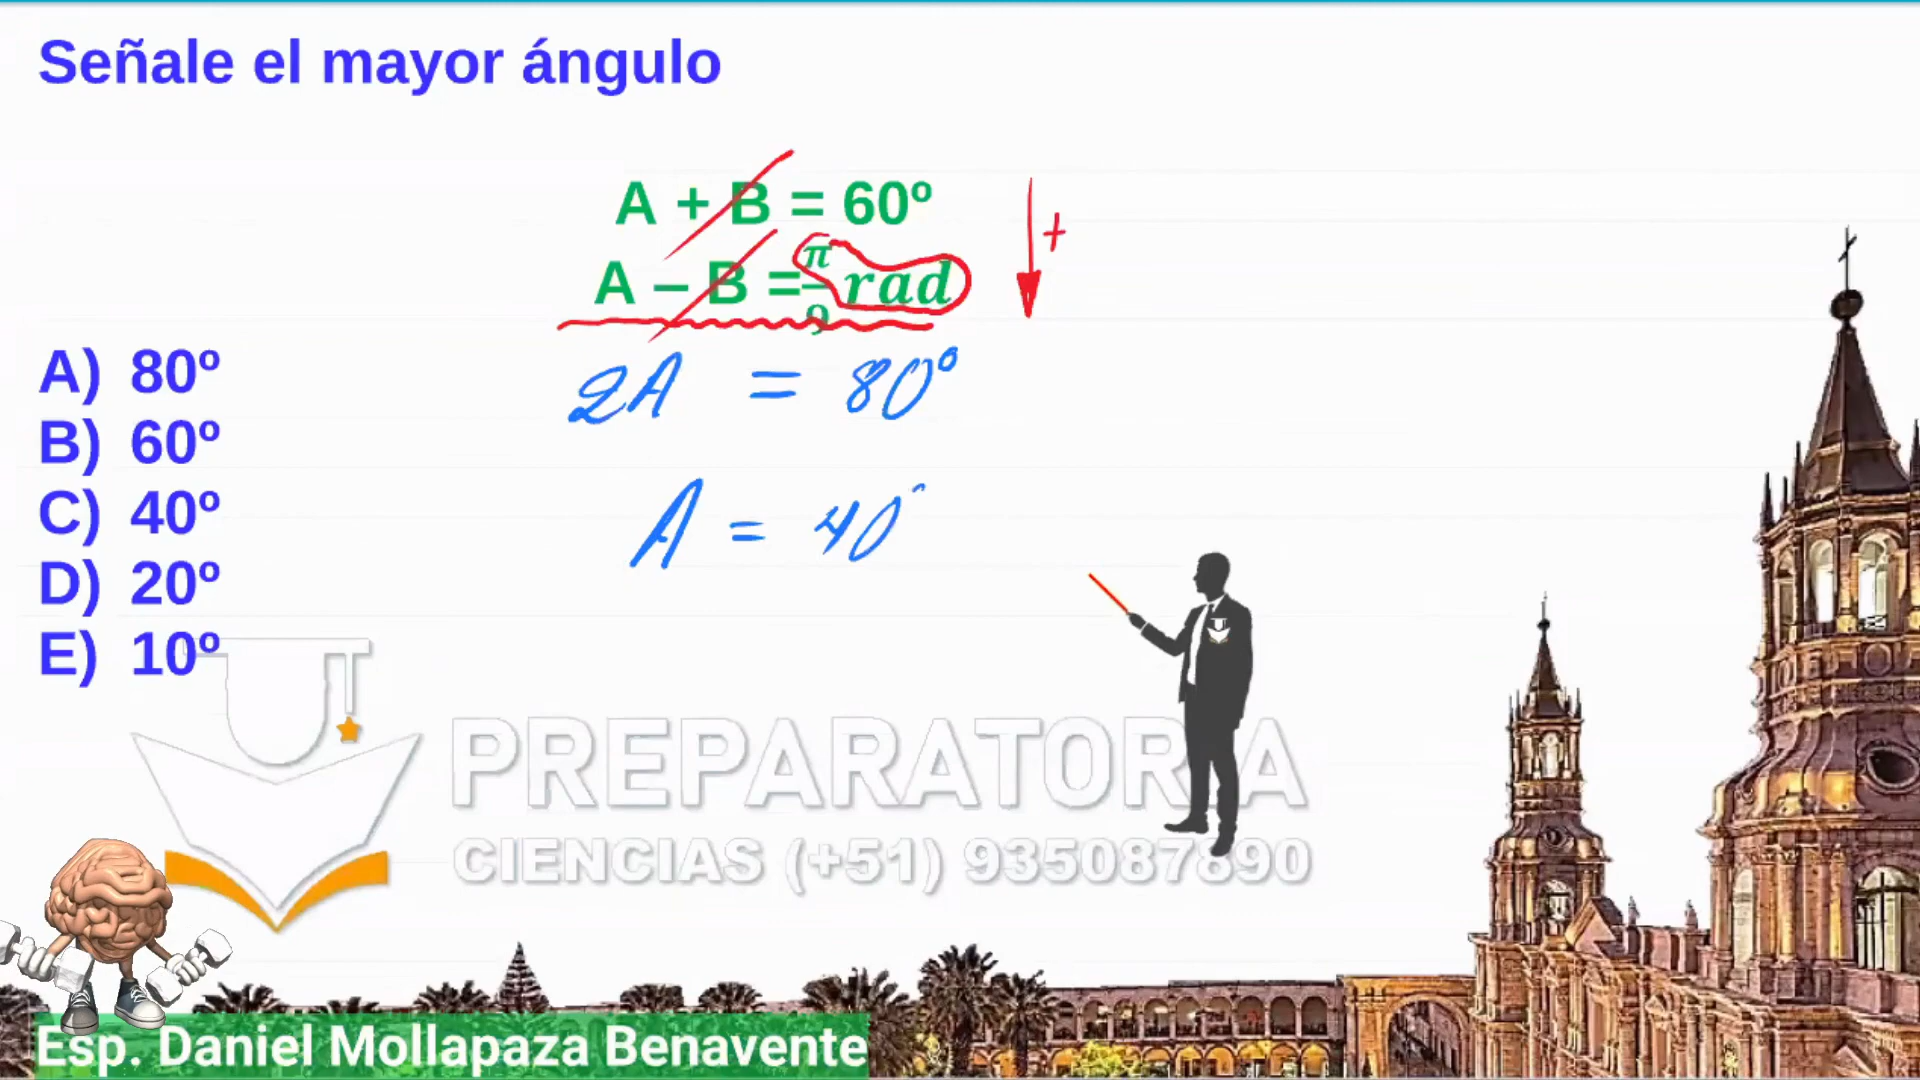 Señale el mayor ángulo
A + B = 60º
A – B = π/9 rad
+
2A = 80°
A = 40°
A) 80º
B) 60º
C) 40º
D) 20º
E) 10º
PREPARATORIA
CIENCIAS (+51) 935087890
Esp. Daniel Mollapaza Benavente